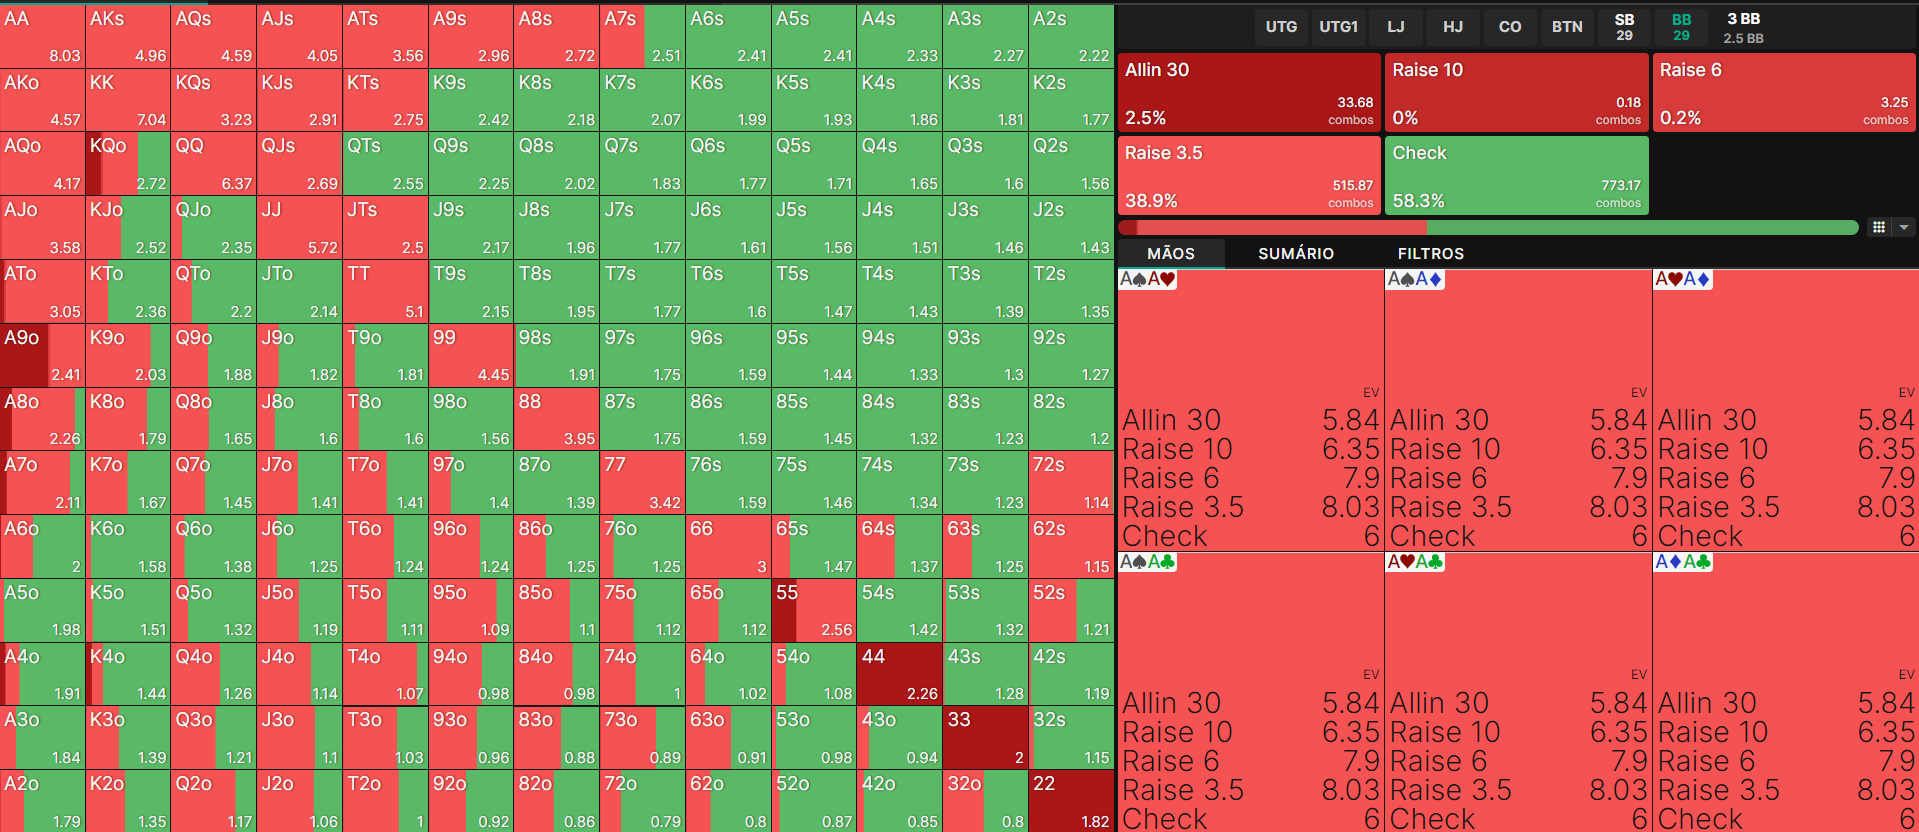 UTG UTG1 LJ HJ CO BTN SB 29 BB 29 3 BB 2.5 BB
AA 8.03 AKs 4.96 AQs 4.59 AJs 4.05 ATs 3.56 A9s 2.96 A8s 2.72 A7s 2.51 A6s 2.41 A5s 2.41 A4s 2.33 A3s 2.27 A2s 2.22
AKo 4.57 KK 7.04 KQs 3.23 KJs 2.91 KTs 2.75 K9s 2.42 K8s 2.18 K7s 2.07 K6s 1.99 K5s 1.93 K4s 1.86 K3s 1.81 K2s 1.77
AQo 4.17 KQo 2.72 QQ 6.37 QJs 2.69 QTs 2.55 Q9s 2.25 Q8s 2.02 Q7s 1.83 Q6s 1.77 Q5s 1.71 Q4s 1.65 Q3s 1.6 Q2s 1.56
AJo 3.58 KJo 2.52 QJo 2.35 JJ 5.72 JTs 2.5 J9s 2.17 J8s 1.96 J7s 1.77 J6s 1.61 J5s 1.56 J4s 1.51 J3s 1.46 J2s 1.43
ATo 3.05 KTo 2.36 QTo 2.2 JTo 2.14 TT 5.1 T9s 2.15 T8s 1.95 T7s 1.77 T6s 1.6 T5s 1.47 T4s 1.43 T3s 1.39 T2s 1.35
A9o 2.41 K9o 2.03 Q9o 1.88 J9o 1.82 T9o 1.81 99 4.45 98s 1.91 97s 1.75 96s 1.59 95s 1.44 94s 1.33 93s 1.3 92s 1.27
A8o 2.26 K8o 1.79 Q8o 1.65 J8o 1.6 T8o 1.6 98o 1.56 88 3.95 87s 1.75 86s 1.59 85s 1.45 84s 1.32 83s 1.23 82s 1.2
A7o 2.11 K7o 1.67 Q7o 1.45 J7o 1.41 T7o 1.41 97o 1.4 87o 1.39 77 3.42 76s 1.59 75s 1.46 74s 1.34 73s 1.23 72s 1.14
A6o 2 K6o 1.58 Q6o 1.38 J6o 1.25 T6o 1.24 96o 1.24 86o 1.25 76o 1.25 66 3 65s 1.47 64s 1.37 63s 1.25 62s 1.15
A5o 1.98 K5o 1.51 Q5o 1.32 J5o 1.19 T5o 1.11 95o 1.09 85o 1.1 75o 1.12 65o 1.12 55 2.56 54s 1.42 53s 1.32 52s 1.21
A4o 1.91 K4o 1.44 Q4o 1.26 J4o 1.14 T4o 1.07 94o 0.98 84o 0.98 74o 1 64o 1.02 54o 1.08 44 2.26 43s 1.28 42s 1.19
A3o 1.84 K3o 1.39 Q3o 1.21 J3o 1.1 T3o 1.03 93o 0.96 83o 0.88 73o 0.89 63o 0.91 53o 0.98 43o 0.94 33 2 32s 1.15
A2o 1.79 K2o 1.35 Q2o 1.17 J2o 1.06 T2o 1 92o 0.92 82o 0.86 72o 0.79 62o 0.8 52o 0.87 42o 0.85 32o 0.8 22 1.82
Allin 30 Raise 10 Raise 6
33.68 0.18 3.25
2.5% combos 0% combos 0.2% combos
Raise 3.5 Check
515.87 773.17
38.9% combos 58.3% combos
MÃOS SUMÁRIO FILTROS
A♠A♥ A♠A♦ A♥A♦
EV EV EV
Allin 30 5.84 Allin 30 5.84 Allin 30 5.84
Raise 10 6.35 Raise 10 6.35 Raise 10 6.35
Raise 6 7.9 Raise 6 7.9 Raise 6 7.9
Raise 3.5 8.03 Raise 3.5 8.03 Raise 3.5 8.03
Check 6 Check 6 Check 6
A♠A♣ A♥A♣ A♦A♣
EV EV EV
Allin 30 5.84 Allin 30 5.84 Allin 30 5.84
Raise 10 6.35 Raise 10 6.35 Raise 10 6.35
Raise 6 7.9 Raise 6 7.9 Raise 6 7.9
Raise 3.5 8.03 Raise 3.5 8.03 Raise 3.5 8.03
Check 6 Check 6 Check 6